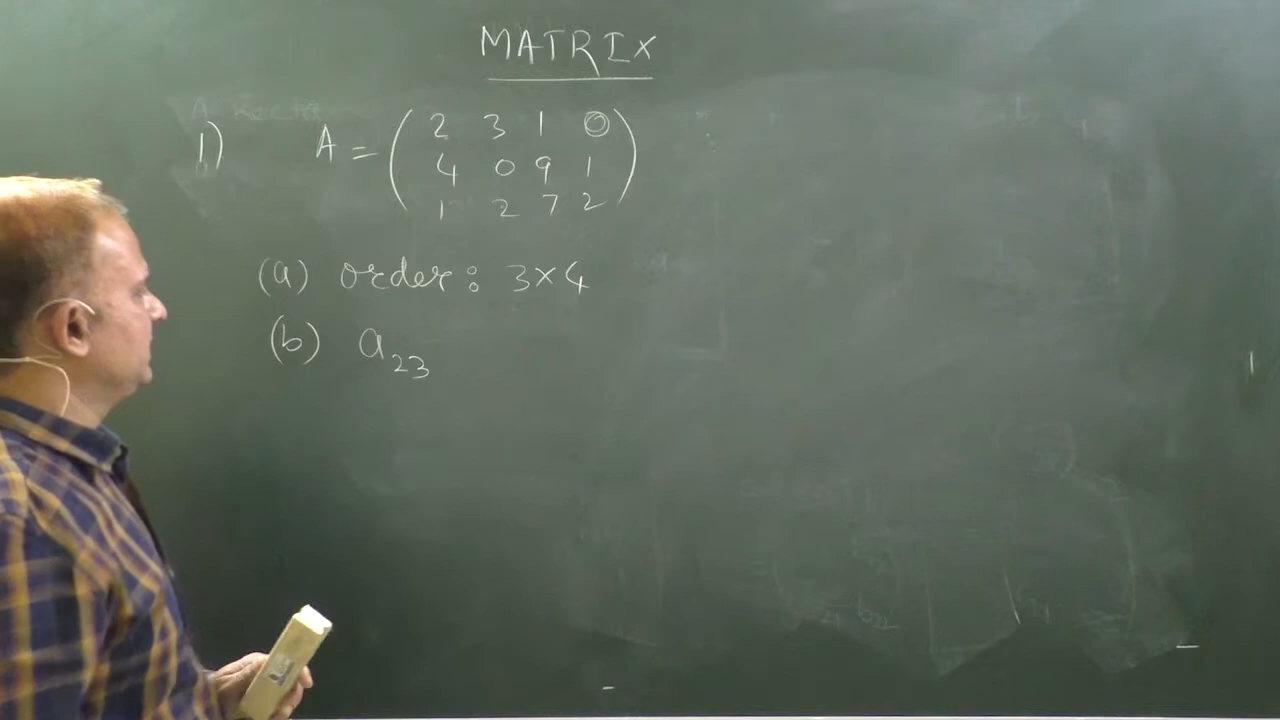 MATRIX
1) A = ( 2 3 1 0
4 0 9 1
1 2 7 2 )
(a) order: 3×4
(b) a₂₃